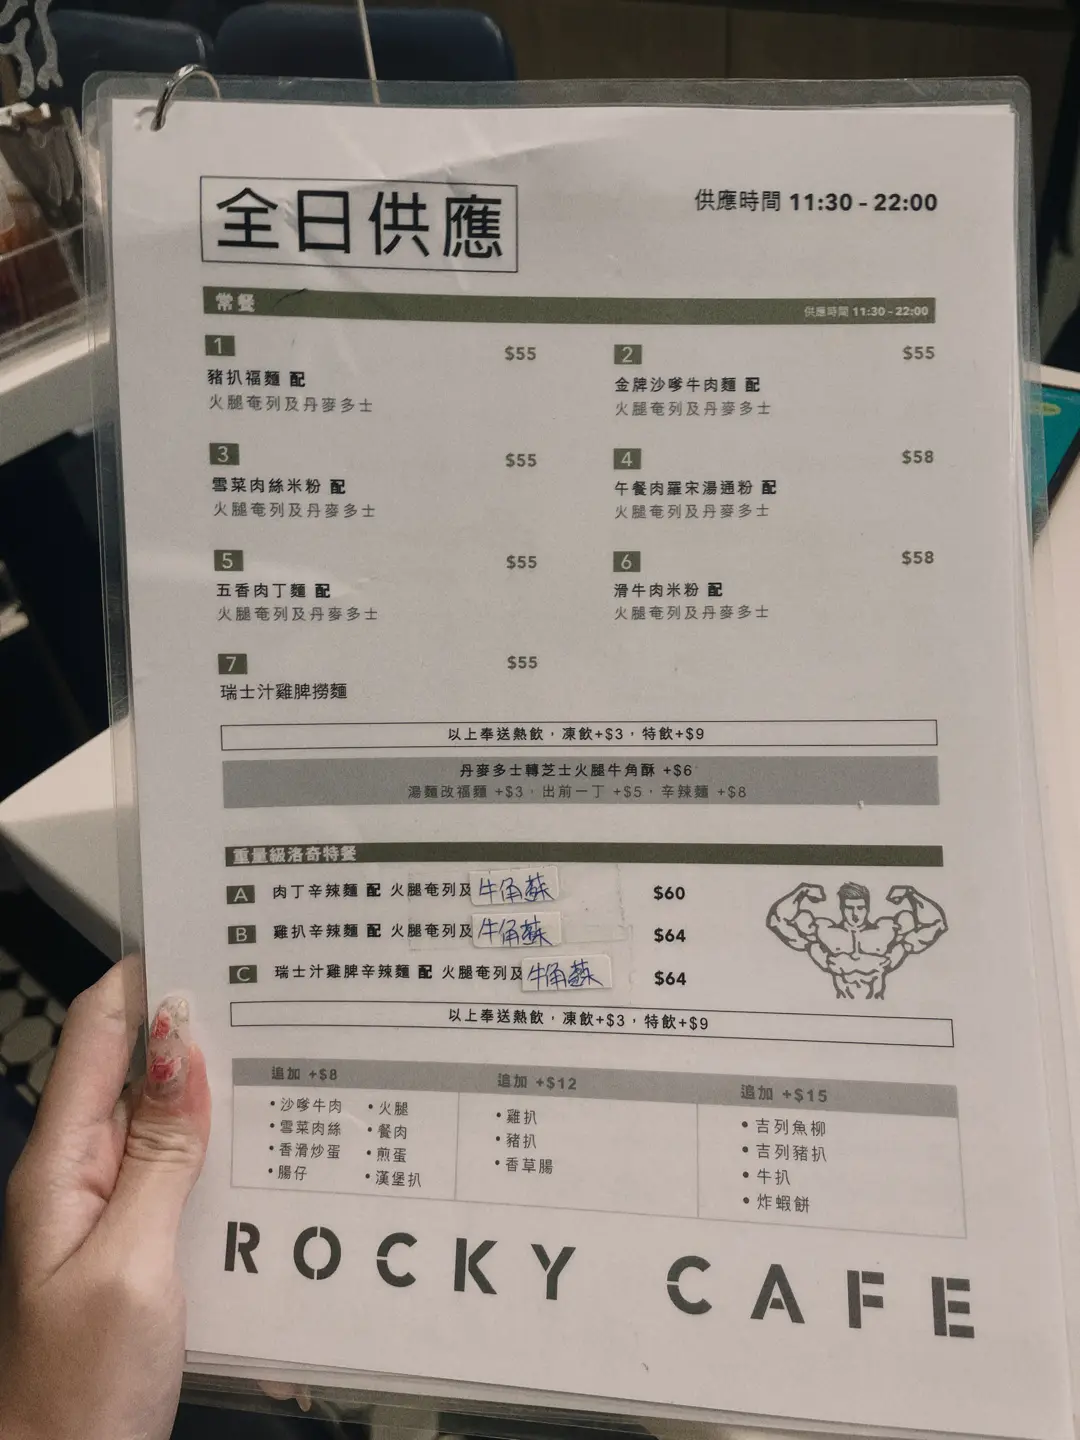 全日供應
供應時間 11:30 - 22:00
常餐
供應時間 11:30 - 22:00
1 $55
豬扒福麵 配
火腿奄列及丹麥多士
2 $55
金牌沙嗲牛肉麵 配
火腿奄列及丹麥多士
3 $55
雪菜肉絲米粉 配
火腿奄列及丹麥多士
4 $58
午餐肉羅宋湯通粉 配
火腿奄列及丹麥多士
5 $55
五香肉丁麵 配
火腿奄列及丹麥多士
6 $58
滑牛肉米粉 配
火腿奄列及丹麥多士
7 $55
瑞士汁雞脾撈麵
以上奉送熱飲，凍飲+$3，特飲+$9
丹麥多士轉芝士火腿牛角酥 +$6
湯麵改福麵 +$3，出前一丁 +$5，辛辣麵 +$8
重量級洛奇特餐
A 肉丁辛辣麵 配 火腿奄列及牛角蘇 $60
B 雞扒辛辣麵 配 火腿奄列及牛角蘇 $64
C 瑞士汁雞脾辛辣麵 配 火腿奄列及牛角蘇 $64
以上奉送熱飲，凍飲+$3，特飲+$9
追加 +$8
• 沙嗲牛肉
• 雪菜肉絲
• 香滑炒蛋
• 腸仔
• 火腿
• 餐肉
• 煎蛋
• 漢堡扒
追加 +$12
• 雞扒
• 豬扒
• 香草腸
追加 +$15
• 吉列魚柳
• 吉列豬扒
• 牛扒
• 炸蝦餅
ROCKY CAFE